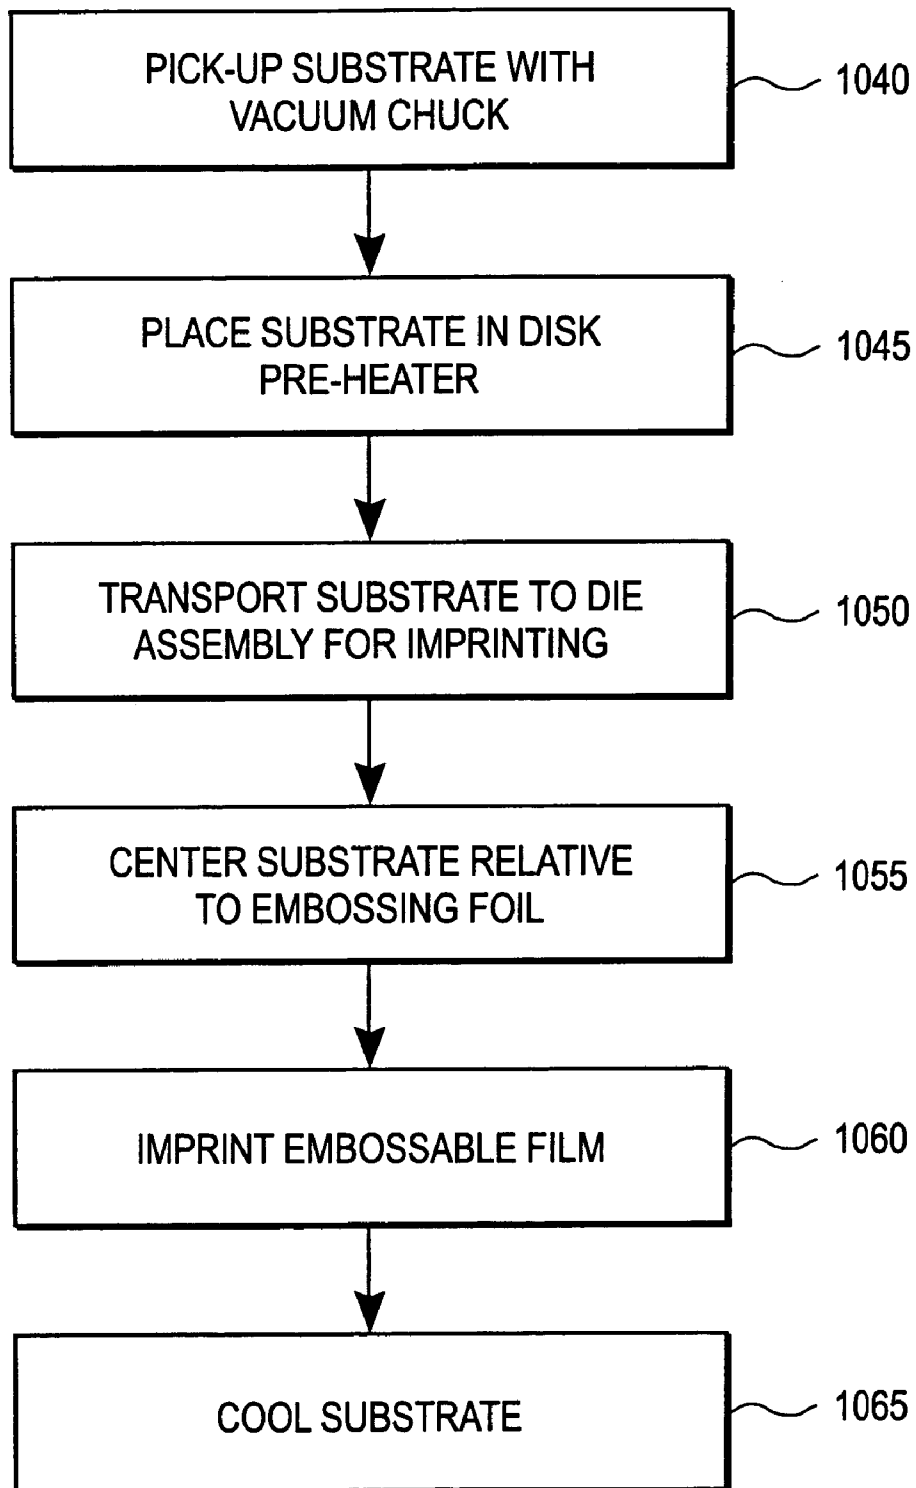 PICK-UP SUBSTRATE WITH
VACUUM CHUCK
1040
PLACE SUBSTRATE IN DISK
PRE-HEATER
1045
TRANSPORT SUBSTRATE TO DIE
ASSEMBLY FOR IMPRINTING
1050
CENTER SUBSTRATE RELATIVE
TO EMBOSSING FOIL
1055
IMPRINT EMBOSSABLE FILM
1060
COOL SUBSTRATE
1065